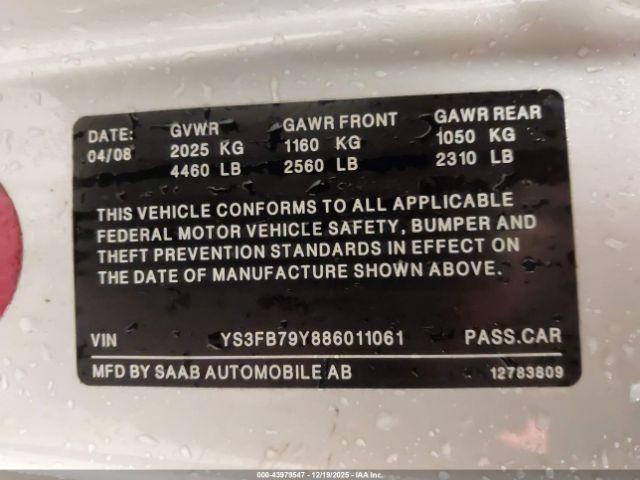 DATE: GVWR GAWR FRONT GAWR REAR
04/08 2025 KG 1160 KG 1050 KG
4460 LB 2560 LB 2310 LB
THIS VEHICLE CONFORMS TO ALL APPLICABLE
FEDERAL MOTOR VEHICLE SAFETY, BUMPER AND
THEFT PREVENTION STANDARDS IN EFFECT ON
THE DATE OF MANUFACTURE SHOWN ABOVE.
VIN YS3FB79Y886011061 PASS.CAR
MFD BY SAAB AUTOMOBILE AB 12783809
000-43979547 - 12/19/2025 - IAAI.COM